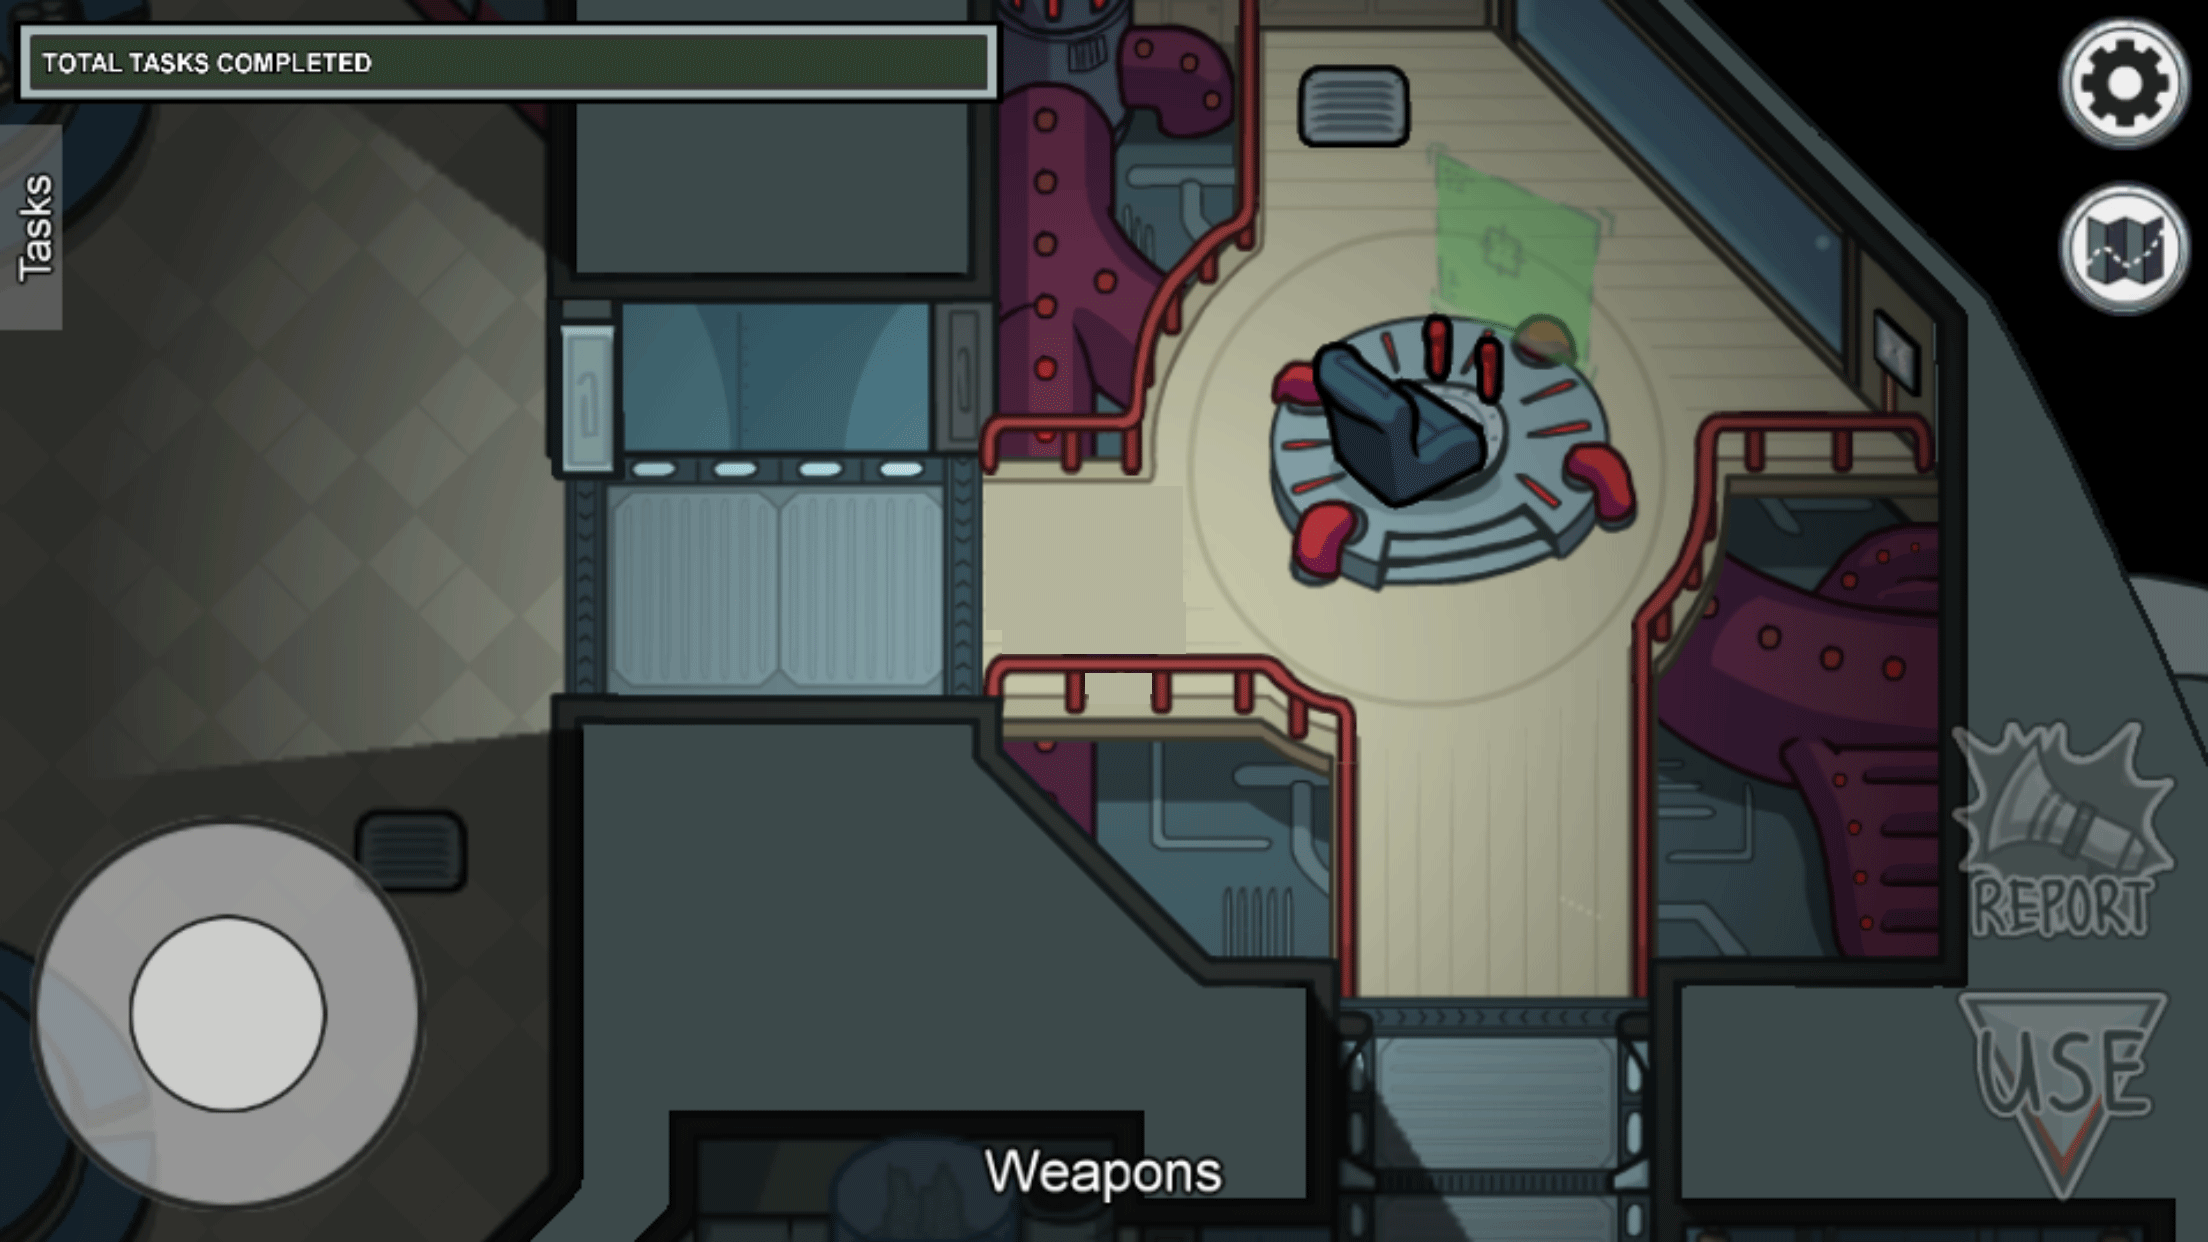 TOTAL TASKS COMPLETED
Tasks
REPORT
USE
Weapons